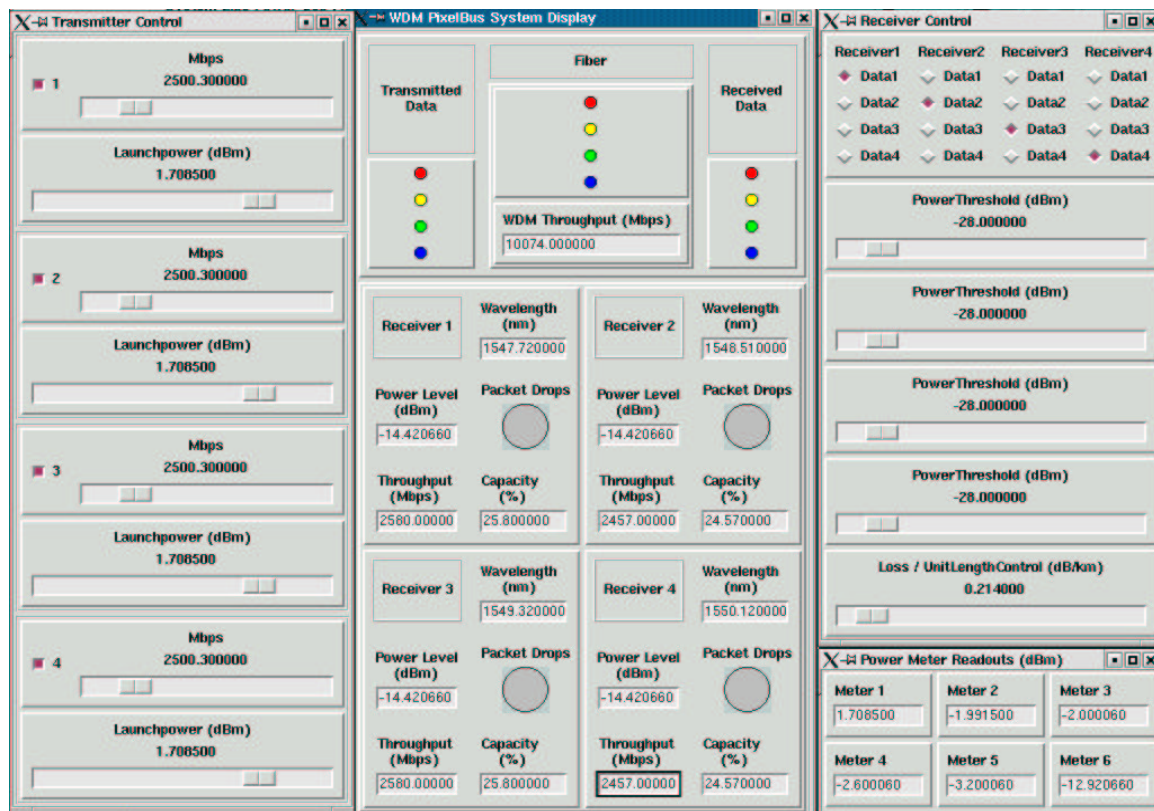 Transmitter Control
Mbps
1
2500.300000
Launchpower (dBm)
1.708500
Mbps
2
2500.300000
Launchpower (dBm)
1.708500
Mbps
3
2500.300000
Launchpower (dBm)
1.708500
Mbps
4
2500.300000
Launchpower (dBm)
1.708500
WDM PixelBus System Display
Transmitted
Data
Fiber
Received
Data
WDM Throughput (Mbps)
10074.000000
Receiver 1
Wavelength
(nm)
1547.720000
Power Level
(dBm)
-14.420660
Packet Drops
Throughput
(Mbps)
2580.00000
Capacity
(%)
25.800000
Receiver 2
Wavelength
(nm)
1548.510000
Power Level
(dBm)
-14.420660
Packet Drops
Throughput
(Mbps)
2457.00000
Capacity
(%)
24.570000
Receiver 3
Wavelength
(nm)
1549.320000
Power Level
(dBm)
-14.420660
Packet Drops
Throughput
(Mbps)
2580.00000
Capacity
(%)
25.800000
Receiver 4
Wavelength
(nm)
1550.120000
Power Level
(dBm)
-14.420660
Packet Drops
Throughput
(Mbps)
2457.00000
Capacity
(%)
24.570000
Receiver Control
Receiver1 Receiver2 Receiver3 Receiver4
Data1 Data1 Data1 Data1
Data2 Data2 Data2 Data2
Data3 Data3 Data3 Data3
Data4 Data4 Data4 Data4
PowerThreshold (dBm)
-28.000000
PowerThreshold (dBm)
-28.000000
PowerThreshold (dBm)
-28.000000
PowerThreshold (dBm)
-28.000000
Loss / UnitLengthControl (dB/km)
0.214000
Power Meter Readouts (dBm)
Meter 1 Meter 2 Meter 3
1.708500 -1.991500 -2.000060
Meter 4 Meter 5 Meter 6
-2.600060 -3.200060 -12.920660